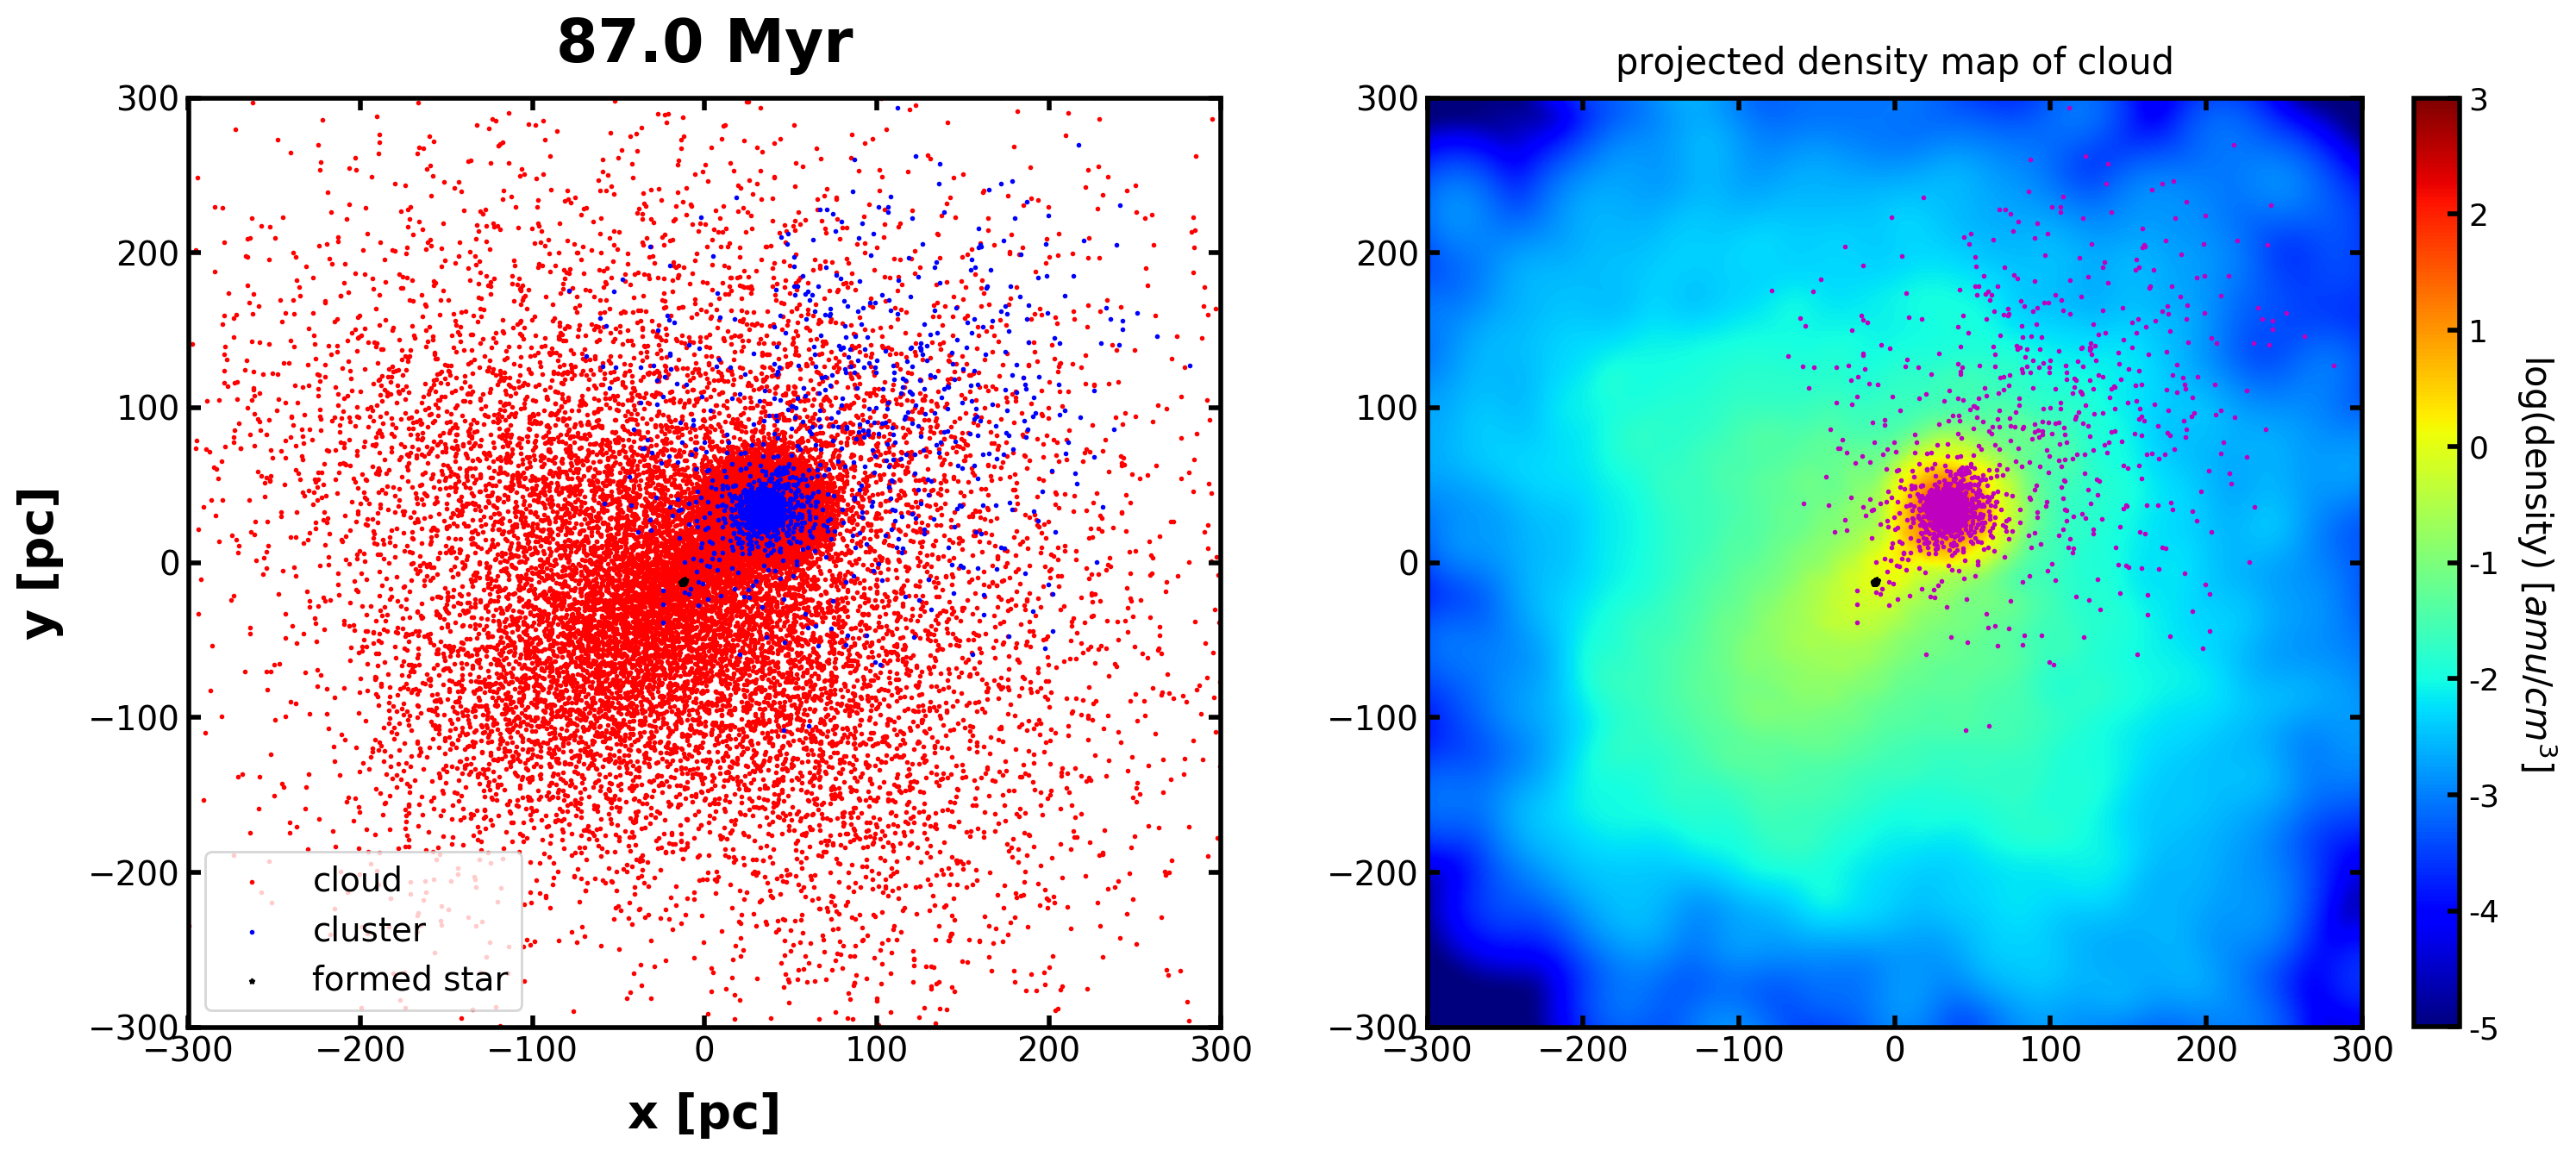 87.0 Myr
projected density map of cloud
300
200
100
0
−100
−200
−300
y [pc]
cloud
cluster
formed star
−300 −200 −100 0 100 200 300
x [pc]
300
200
100
0
−100
−200
−300
−300 −200 −100 0 100 200 300
3
2
1
0
-1
-2
-3
-4
-5
log(density) [amu/cm³]